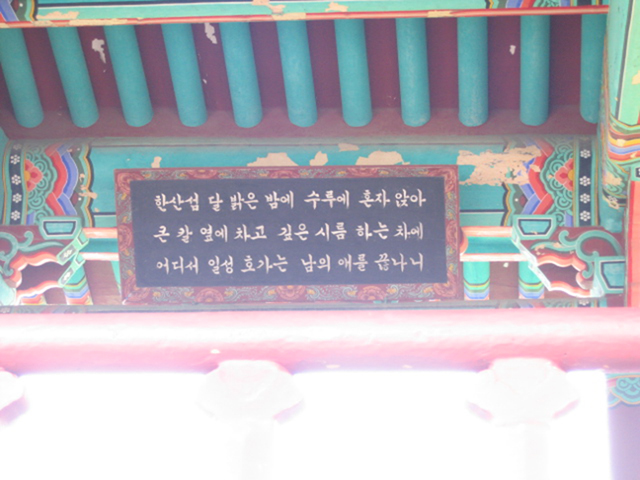 한산섬 달 밝은 밤에 수루에 혼자 앉아
큰 칼 옆에 차고 깊은 시름 하는 차에
어디서 일성 호가는 남의 애를 끊나니